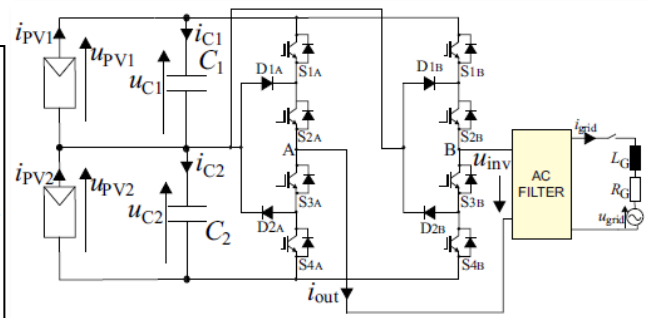 iPV1
uPV1
iC1
uC1
C1
D1A
S1A
D1B
S1B
S2A
S2B
A
B
iPV2
uPV2
iC2
uC2
C2
D2A
S3A
D2B
S3B
S4A
S4B
iout
uinv
AC
FILTER
igrid
LG
RG
ugrid